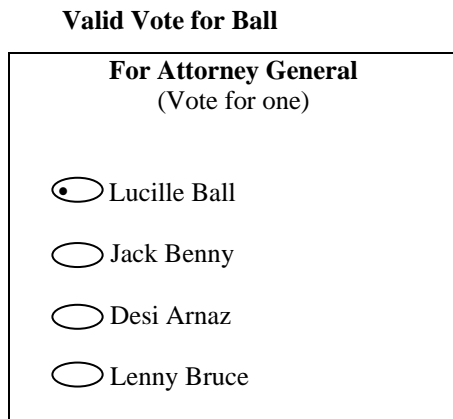 Valid Vote for Ball
For Attorney General
(Vote for one)
Lucille Ball
Jack Benny
Desi Arnaz
Lenny Bruce